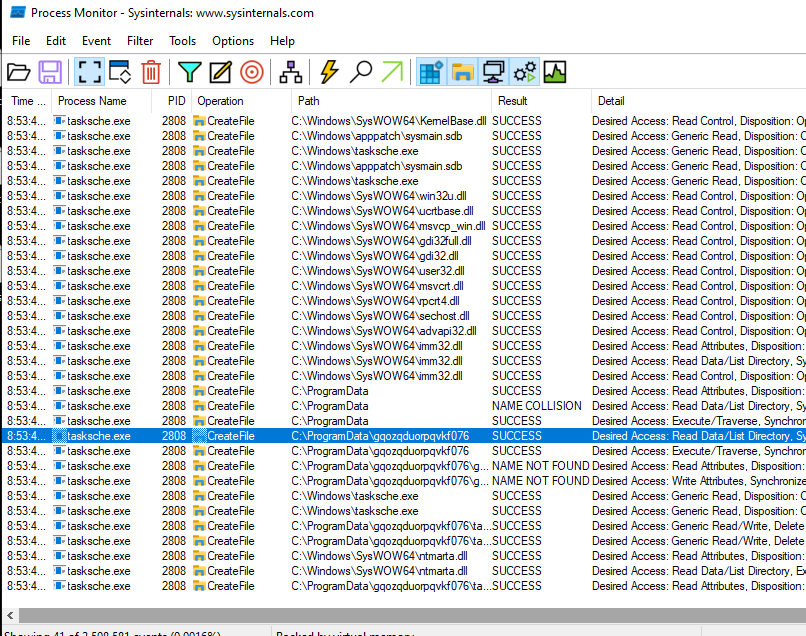 Process Monitor - Sysinternals: www.sysinternals.com
File Edit Event Filter Tools Options Help
Time ... Process Name PID Operation Path Result Detail
8:53:4... tasksche.exe 2808 CreateFile C:\Windows\SysWOW64\KernelBase.dll SUCCESS Desired Access: Read Control, Disposition: Op
8:53:4... tasksche.exe 2808 CreateFile C:\Windows\apppatch\sysmain.sdb SUCCESS Desired Access: Generic Read, Disposition: O
8:53:4... tasksche.exe 2808 CreateFile C:\Windows\tasksche.exe SUCCESS Desired Access: Read Control, Disposition: Op
8:53:4... tasksche.exe 2808 CreateFile C:\Windows\apppatch\sysmain.sdb SUCCESS Desired Access: Generic Read, Disposition: O
8:53:4... tasksche.exe 2808 CreateFile C:\Windows\tasksche.exe SUCCESS Desired Access: Generic Read, Disposition: O
8:53:4... tasksche.exe 2808 CreateFile C:\Windows\SysWOW64\win32u.dll SUCCESS Desired Access: Read Control, Disposition: Op
8:53:4... tasksche.exe 2808 CreateFile C:\Windows\SysWOW64\ucrtbase.dll SUCCESS Desired Access: Read Control, Disposition: Op
8:53:4... tasksche.exe 2808 CreateFile C:\Windows\SysWOW64\msvcp_win.dll SUCCESS Desired Access: Read Control, Disposition: Op
8:53:4... tasksche.exe 2808 CreateFile C:\Windows\SysWOW64\gdi32full.dll SUCCESS Desired Access: Read Control, Disposition: Op
8:53:4... tasksche.exe 2808 CreateFile C:\Windows\SysWOW64\gdi32.dll SUCCESS Desired Access: Read Control, Disposition: Op
8:53:4... tasksche.exe 2808 CreateFile C:\Windows\SysWOW64\user32.dll SUCCESS Desired Access: Read Control, Disposition: Op
8:53:4... tasksche.exe 2808 CreateFile C:\Windows\SysWOW64\msvcrt.dll SUCCESS Desired Access: Read Control, Disposition: Op
8:53:4... tasksche.exe 2808 CreateFile C:\Windows\SysWOW64\rpcrt4.dll SUCCESS Desired Access: Read Control, Disposition: Op
8:53:4... tasksche.exe 2808 CreateFile C:\Windows\SysWOW64\sechost.dll SUCCESS Desired Access: Read Control, Disposition: Op
8:53:4... tasksche.exe 2808 CreateFile C:\Windows\SysWOW64\advapi32.dll SUCCESS Desired Access: Read Control, Disposition: Op
8:53:4... tasksche.exe 2808 CreateFile C:\Windows\SysWOW64\imm32.dll SUCCESS Desired Access: Read Attributes, Disposition:
8:53:4... tasksche.exe 2808 CreateFile C:\Windows\SysWOW64\imm32.dll SUCCESS Desired Access: Read Data/List Directory, Sy
8:53:4... tasksche.exe 2808 CreateFile C:\Windows\SysWOW64\imm32.dll SUCCESS Desired Access: Read Control, Disposition: Op
8:53:4... tasksche.exe 2808 CreateFile C:\ProgramData SUCCESS Desired Access: Read Attributes, Disposition:
8:53:4... tasksche.exe 2808 CreateFile C:\ProgramData NAME COLLISION Desired Access: Read Data/List Directory, Sy
8:53:4... tasksche.exe 2808 CreateFile C:\ProgramData SUCCESS Desired Access: Execute/Traverse, Synchror
8:53:4... tasksche.exe 2808 CreateFile C:\ProgramData\gqozqduorpqvkf076 SUCCESS Desired Access: Read Data/List Directory, Sy
8:53:4... tasksche.exe 2808 CreateFile C:\ProgramData\gqozqduorpqvkf076 SUCCESS Desired Access: Execute/Traverse, Synchror
8:53:4... tasksche.exe 2808 CreateFile C:\ProgramData\gqozqduorpqvkf076\g... NAME NOT FOUND Desired Access: Read Attributes, Disposition:
8:53:4... tasksche.exe 2808 CreateFile C:\ProgramData\gqozqduorpqvkf076\g... NAME NOT FOUND Desired Access: Write Attributes, Synchronize
8:53:4... tasksche.exe 2808 CreateFile C:\Windows\tasksche.exe SUCCESS Desired Access: Generic Read, Disposition: O
8:53:4... tasksche.exe 2808 CreateFile C:\Windows\tasksche.exe SUCCESS Desired Access: Read Control, Disposition: Op
8:53:4... tasksche.exe 2808 CreateFile C:\ProgramData\gqozqduorpqvkf076\ta... SUCCESS Desired Access: Generic Read/Write, Delete
8:53:4... tasksche.exe 2808 CreateFile C:\ProgramData\gqozqduorpqvkf076\ta... SUCCESS Desired Access: Generic Read/Write, Delete
8:53:4... tasksche.exe 2808 CreateFile C:\Windows\SysWOW64\ntmarta.dll SUCCESS Desired Access: Read Attributes, Disposition:
8:53:4... tasksche.exe 2808 CreateFile C:\Windows\SysWOW64\ntmarta.dll SUCCESS Desired Access: Read Data/List Directory, Ex
8:53:4... tasksche.exe 2808 CreateFile C:\ProgramData\gqozqduorpqvkf076\ta... SUCCESS Desired Access: Read Attributes, Disposition:
Showing 41 of 2,508,581 events (0.0016%) Backed by virtual memory